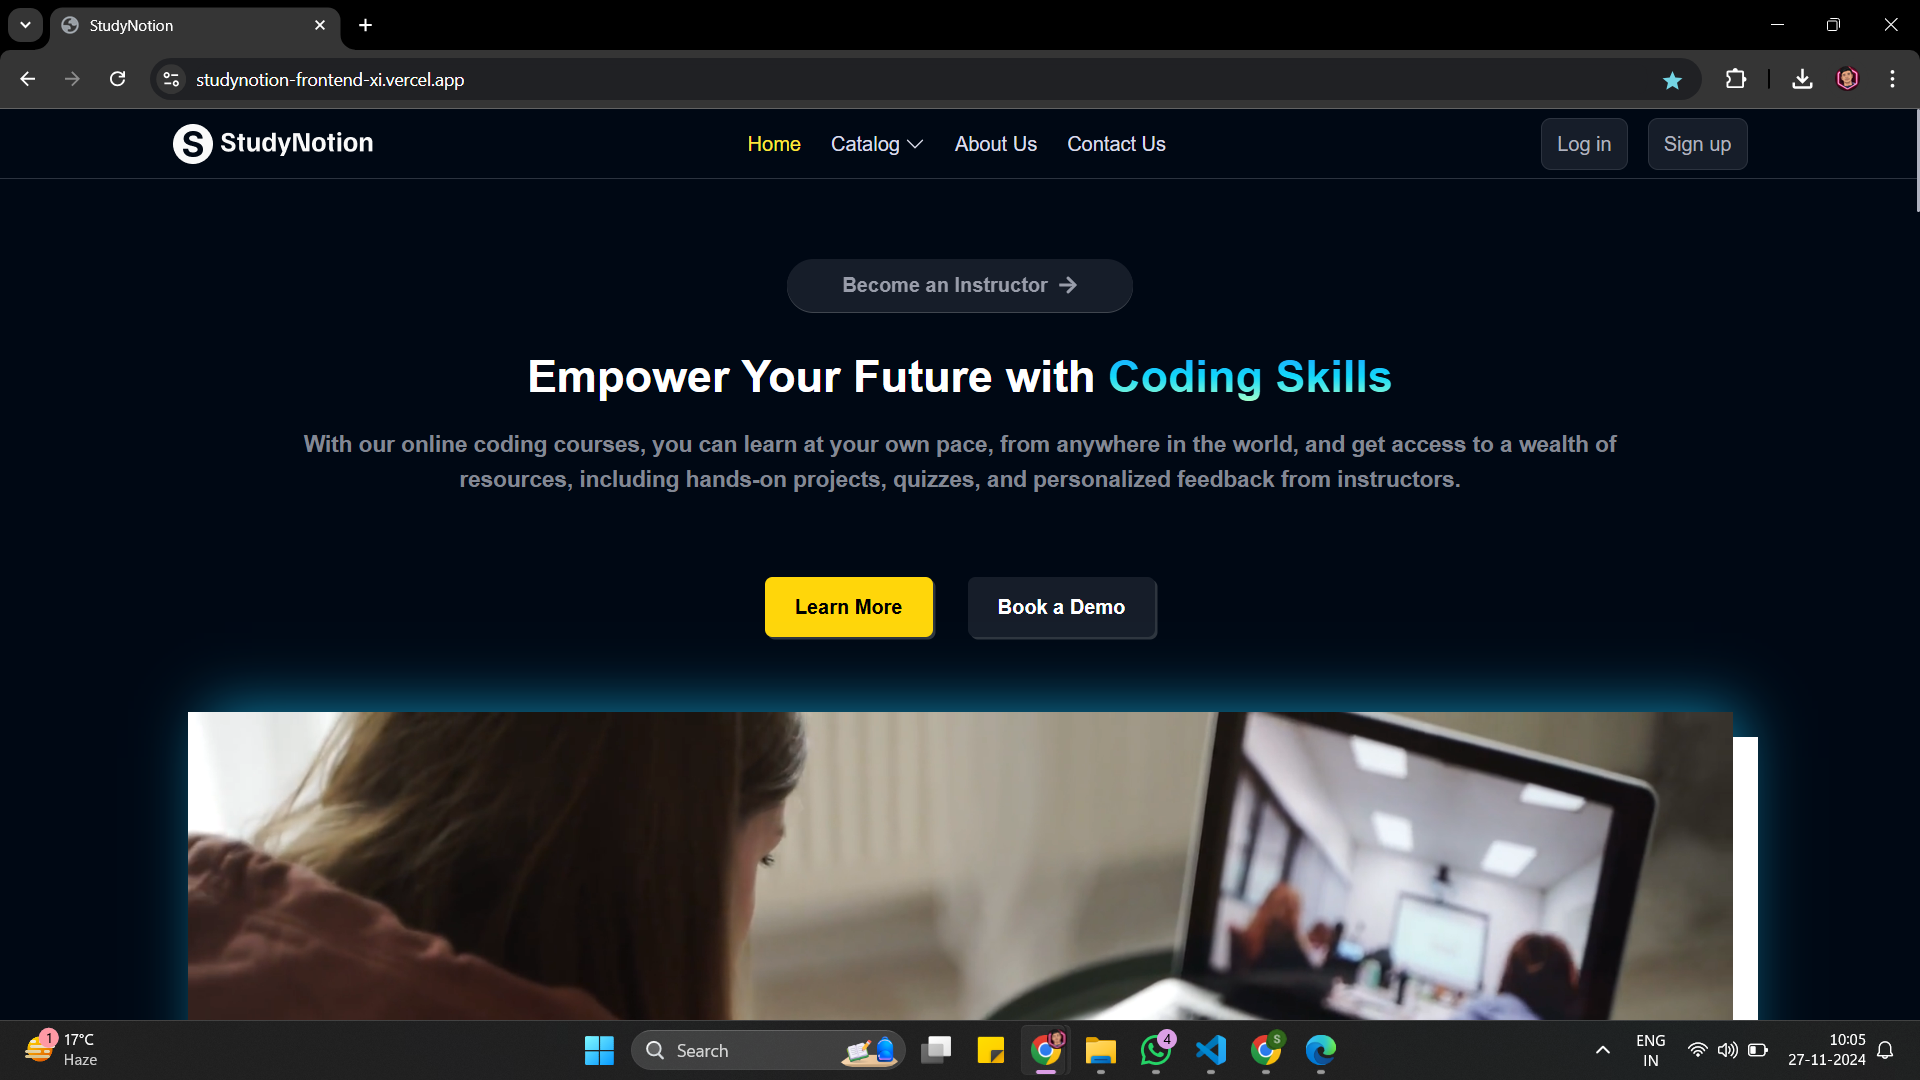 StudyNotion
studynotion-frontend-xi.vercel.app
S StudyNotion
Home
Catalog
About Us
Contact Us
Log in
Sign up
Become an Instructor
Empower Your Future with Coding Skills
With our online coding courses, you can learn at your own pace, from anywhere in the world, and get access to a wealth of
resources, including hands-on projects, quizzes, and personalized feedback from instructors.
Learn More
Book a Demo
1
17°C
Haze
Search
4
S
ENG
IN
10:05
27-11-2024